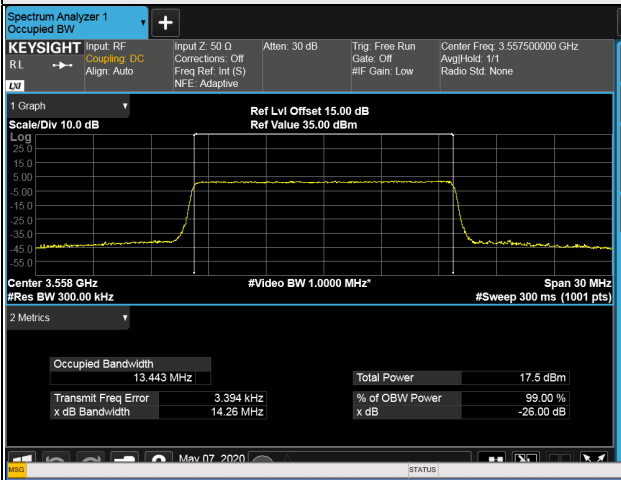 Spectrum Analyzer 1
Occupied BW
KEYSIGHT Input: RF Input Z: 50 Ω Atten: 30 dB Trig: Free Run Center Freq: 3.557500000 GHz
RL Coupling: DC Corrections: Off Gate: Off Avg|Hold: 1/1
Align: Auto Freq Ref: Int (S) #IF Gain: Low Radio Std: None
LXI NFE: Adaptive
1 Graph
Ref Lvl Offset 15.00 dB
Scale/Div 10.0 dB Ref Value 35.00 dBm
Log
25.0
15.0
5.00
-5.00
-15.0
-25.0
-35.0
-45.0
-55.0
Center 3.558 GHz #Video BW 1.0000 MHz* Span 30 MHz
#Res BW 300.00 kHz #Sweep 300 ms (1001 pts)
2 Metrics
Occupied Bandwidth
13.443 MHz Total Power 17.5 dBm
Transmit Freq Error 3.394 kHz % of OBW Power 99.00 %
x dB Bandwidth 14.26 MHz x dB -26.00 dB
May 07, 2020
MSG STATUS